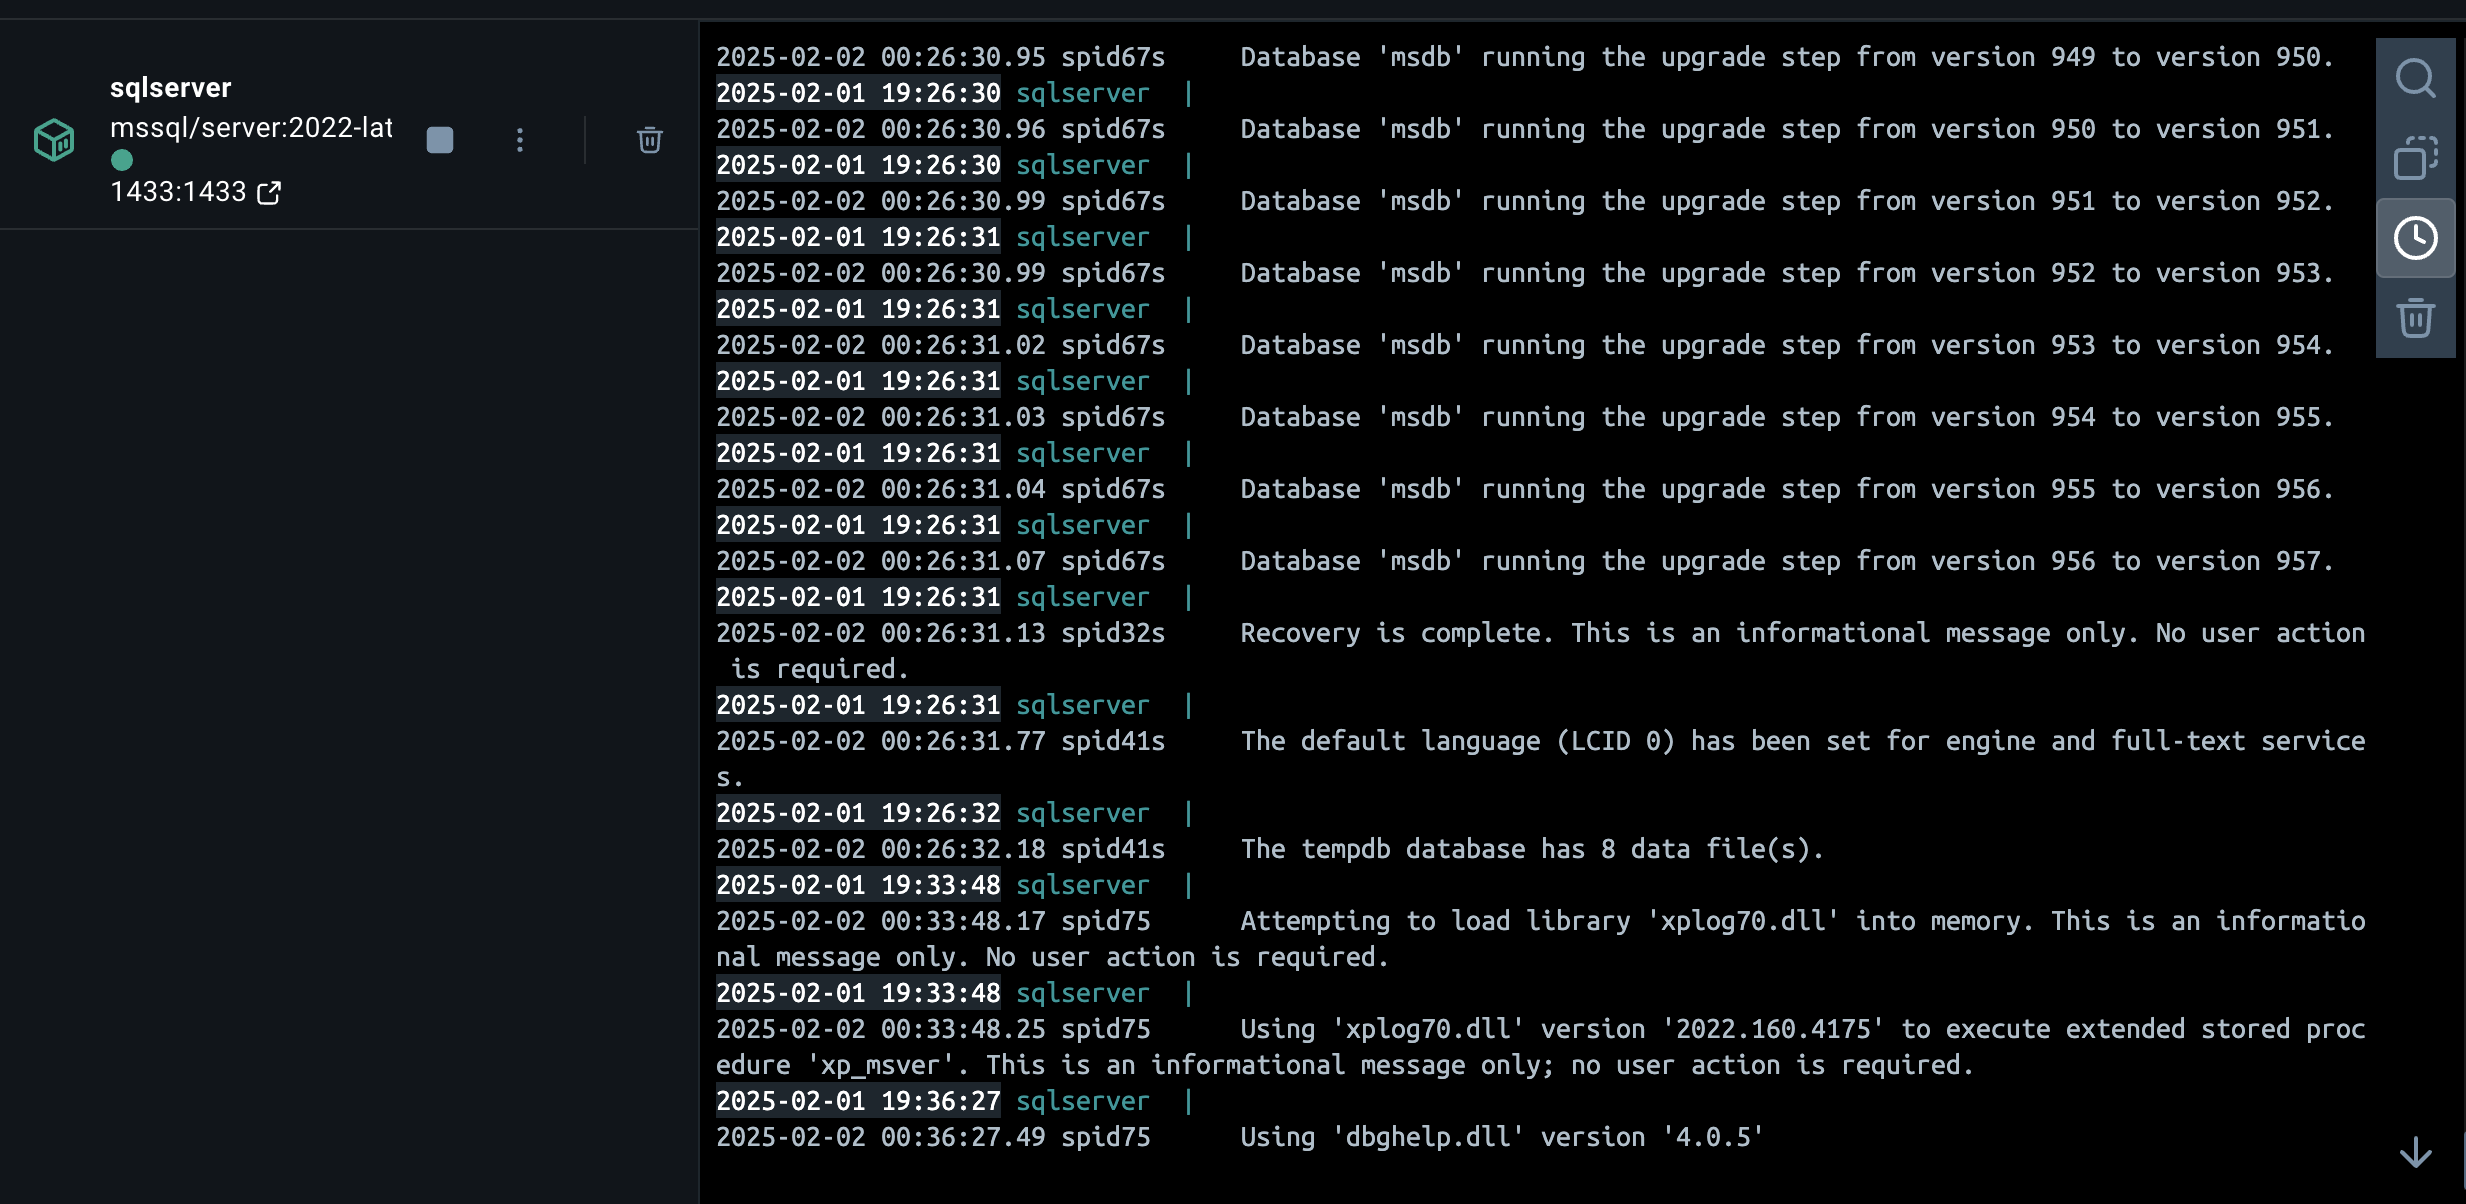 sqlserver
mssql/server:2022-lat
1433:1433
2025-02-02 00:26:30.95 spid67s     Database 'msdb' running the upgrade step from version 949 to version 950.
2025-02-01 19:26:30 sqlserver  |
2025-02-02 00:26:30.96 spid67s     Database 'msdb' running the upgrade step from version 950 to version 951.
2025-02-01 19:26:30 sqlserver  |
2025-02-02 00:26:30.99 spid67s     Database 'msdb' running the upgrade step from version 951 to version 952.
2025-02-01 19:26:31 sqlserver  |
2025-02-02 00:26:30.99 spid67s     Database 'msdb' running the upgrade step from version 952 to version 953.
2025-02-01 19:26:31 sqlserver  |
2025-02-02 00:26:31.02 spid67s     Database 'msdb' running the upgrade step from version 953 to version 954.
2025-02-01 19:26:31 sqlserver  |
2025-02-02 00:26:31.03 spid67s     Database 'msdb' running the upgrade step from version 954 to version 955.
2025-02-01 19:26:31 sqlserver  |
2025-02-02 00:26:31.04 spid67s     Database 'msdb' running the upgrade step from version 955 to version 956.
2025-02-01 19:26:31 sqlserver  |
2025-02-02 00:26:31.07 spid67s     Database 'msdb' running the upgrade step from version 956 to version 957.
2025-02-01 19:26:31 sqlserver  |
2025-02-02 00:26:31.13 spid32s     Recovery is complete. This is an informational message only. No user action
 is required.
2025-02-01 19:26:31 sqlserver  |
2025-02-02 00:26:31.77 spid41s     The default language (LCID 0) has been set for engine and full-text service
s.
2025-02-01 19:26:32 sqlserver  |
2025-02-02 00:26:32.18 spid41s     The tempdb database has 8 data file(s).
2025-02-01 19:33:48 sqlserver  |
2025-02-02 00:33:48.17 spid75      Attempting to load library 'xplog70.dll' into memory. This is an informatio
nal message only. No user action is required.
2025-02-01 19:33:48 sqlserver  |
2025-02-02 00:33:48.25 spid75      Using 'xplog70.dll' version '2022.160.4175' to execute extended stored proc
edure 'xp_msver'. This is an informational message only; no user action is required.
2025-02-01 19:36:27 sqlserver  |
2025-02-02 00:36:27.49 spid75      Using 'dbghelp.dll' version '4.0.5'